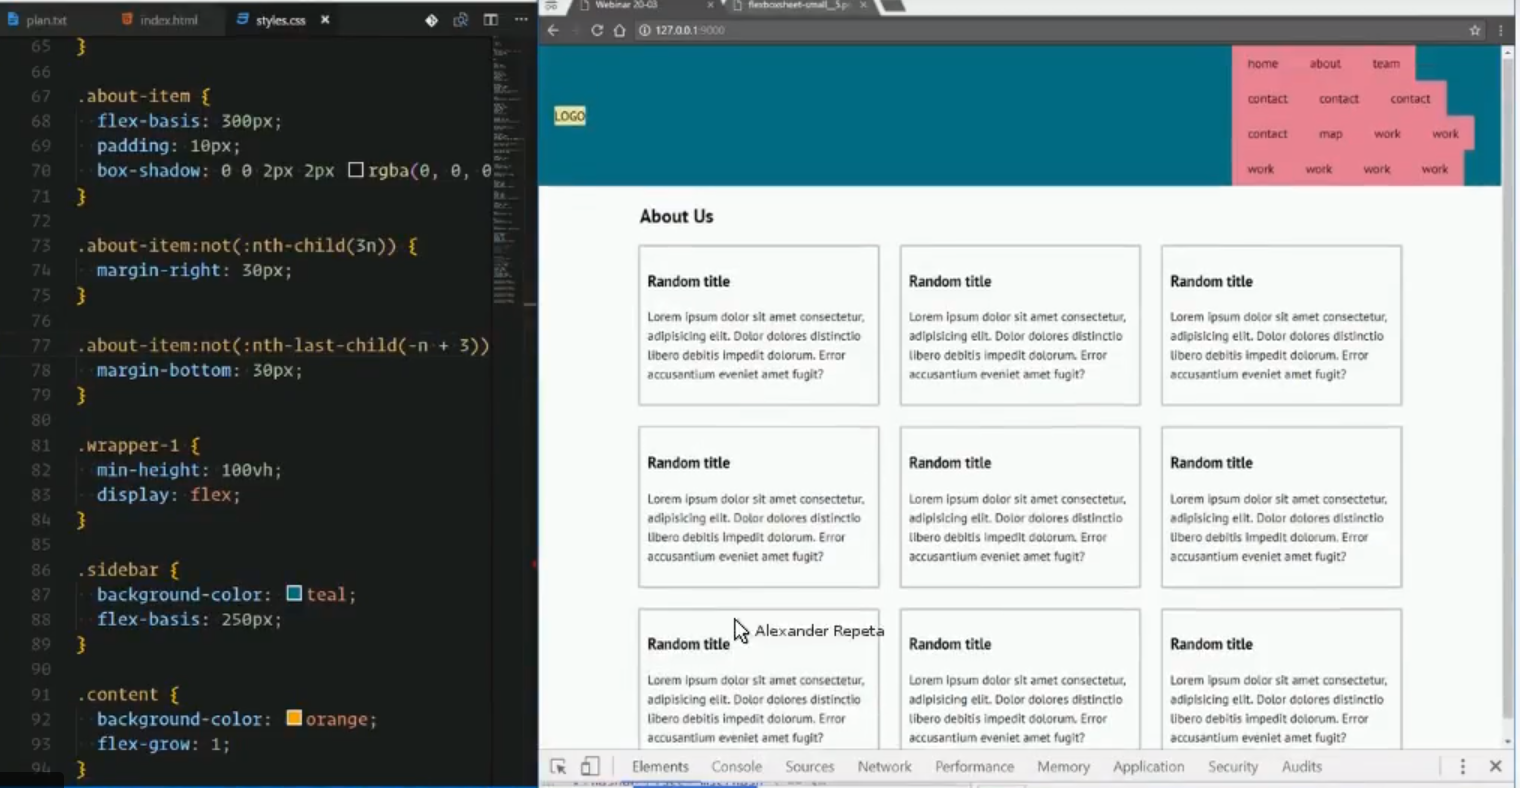 plan.txt index.html styles.css
65 }
66
67 .about-item {
68 flex-basis: 300px;
69 padding: 10px;
70 box-shadow: 0 0 2px 2px rgba(0, 0, 0
71 }
72
73 .about-item:not(:nth-child(3n)) {
74 margin-right: 30px;
75 }
76
77 .about-item:not(:nth-last-child(-n + 3))
78 margin-bottom: 30px;
79 }
80
81 .wrapper-1 {
82 min-height: 100vh;
83 display: flex;
84 }
85
86 .sidebar {
87 background-color: teal;
88 flex-basis: 250px;
89 }
90
91 .content {
92 background-color: orange;
93 flex-grow: 1;
94 }
Webinar 20-03 flexboxsheet-small__5.p
127.0.0.1:9000
home about team
contact contact contact
LOGO
contact map work work
work work work work
About Us
Random title
Lorem ipsum dolor sit amet consectetur,
adipisicing elit. Dolor dolores distinctio
libero debitis impedit dolorum. Error
accusantium eveniet amet fugit?
Random title
Lorem ipsum dolor sit amet consectetur,
adipisicing elit. Dolor dolores distinctio
libero debitis impedit dolorum. Error
accusantium eveniet amet fugit?
Random title
Lorem ipsum dolor sit amet consectetur,
adipisicing elit. Dolor dolores distinctio
libero debitis impedit dolorum. Error
accusantium eveniet amet fugit?
Random title
Lorem ipsum dolor sit amet consectetur,
adipisicing elit. Dolor dolores distinctio
libero debitis impedit dolorum. Error
accusantium eveniet amet fugit?
Random title
Lorem ipsum dolor sit amet consectetur,
adipisicing elit. Dolor dolores distinctio
libero debitis impedit dolorum. Error
accusantium eveniet amet fugit?
Random title
Lorem ipsum dolor sit amet consectetur,
adipisicing elit. Dolor dolores distinctio
libero debitis impedit dolorum. Error
accusantium eveniet amet fugit?
Alexander Repeta
Random title
Lorem ipsum dolor sit amet consectetur,
adipisicing elit. Dolor dolores distinctio
libero debitis impedit dolorum. Error
accusantium eveniet amet fugit?
Random title
Lorem ipsum dolor sit amet consectetur,
adipisicing elit. Dolor dolores distinctio
libero debitis impedit dolorum. Error
accusantium eveniet amet fugit?
Random title
Lorem ipsum dolor sit amet consectetur,
adipisicing elit. Dolor dolores distinctio
libero debitis impedit dolorum. Error
accusantium eveniet amet fugit?
Elements Console Sources Network Performance Memory Application Security Audits